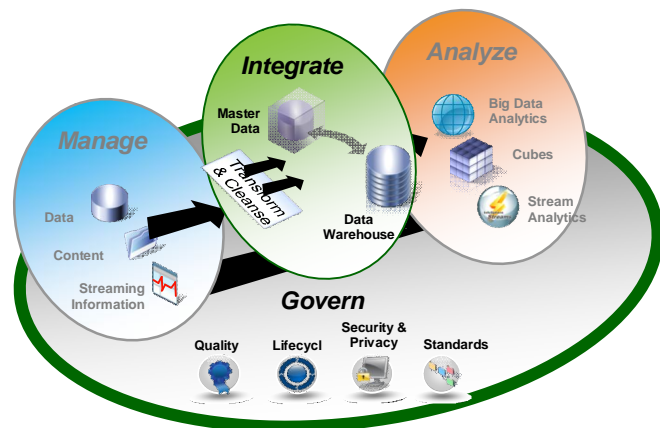 Manage
Data
Content
Streaming
Information
Integrate
Master
Data
Transform
& Cleanse
Data
Warehouse
Analyze
Big Data
Analytics
Cubes
Stream
Analytics
Govern
Quality
Lifecycl
Security &
Privacy
Standards